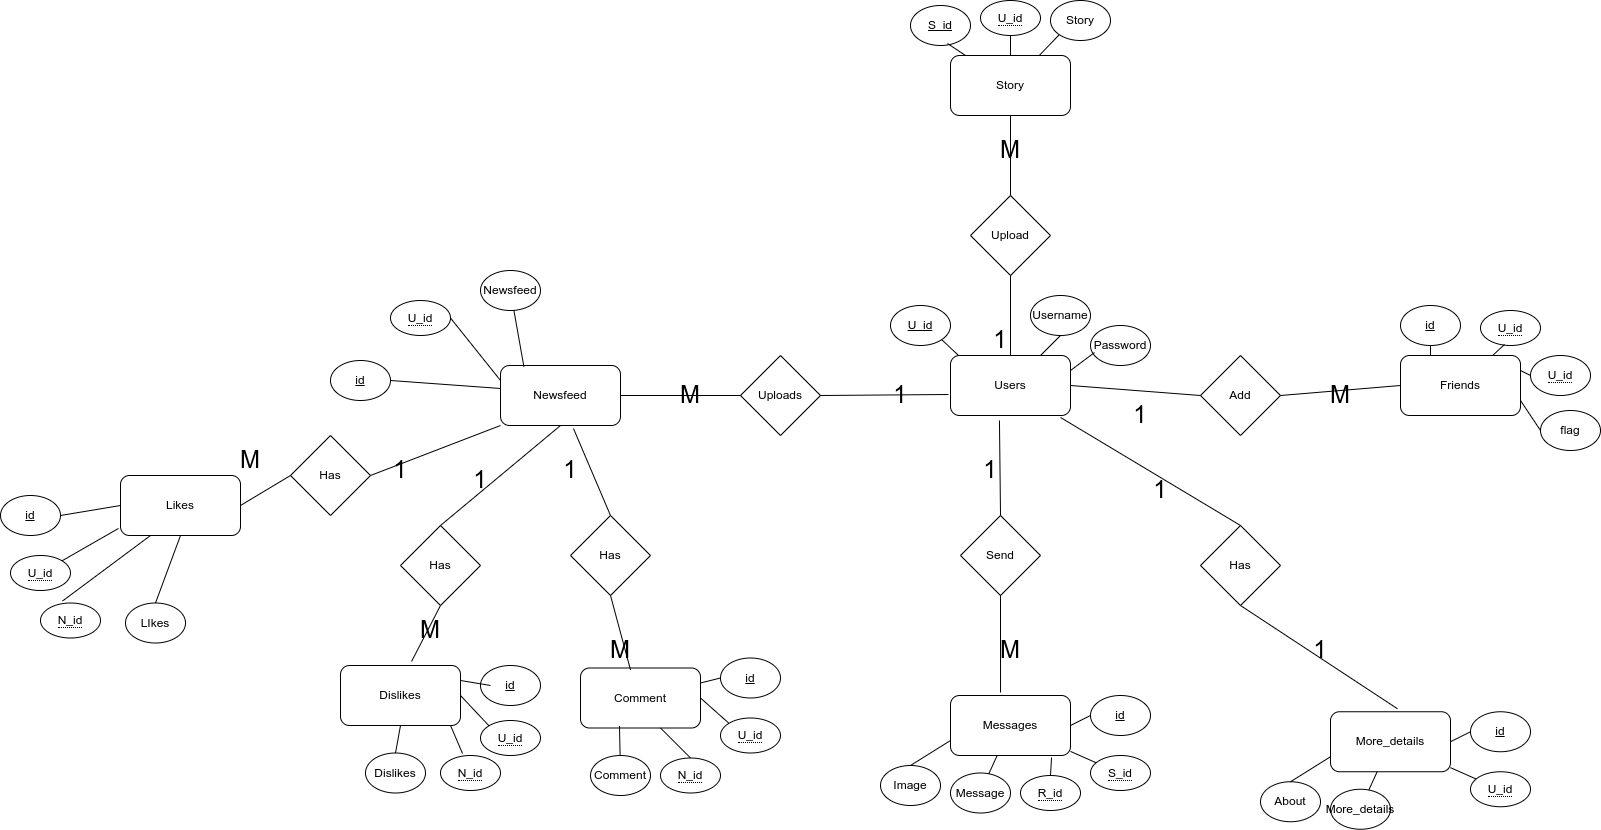 S_id
U_id
Story
Story
M
Upload
1
Newsfeed
U_id
id
Newsfeed
M
Uploads
1
U_id
Username
Password
Users
1
Add
M
id
U_id
U_id
flag
Friends
M
Has
1
Likes
id
U_id
N_id
LIkes
1
Has
M
Dislikes
id
U_id
N_id
Dislikes
1
Has
M
Comment
id
U_id
N_id
Comment
1
Send
M
Messages
id
S_id
R_id
Message
Image
1
Has
1
More_details
id
U_id
More_details
About